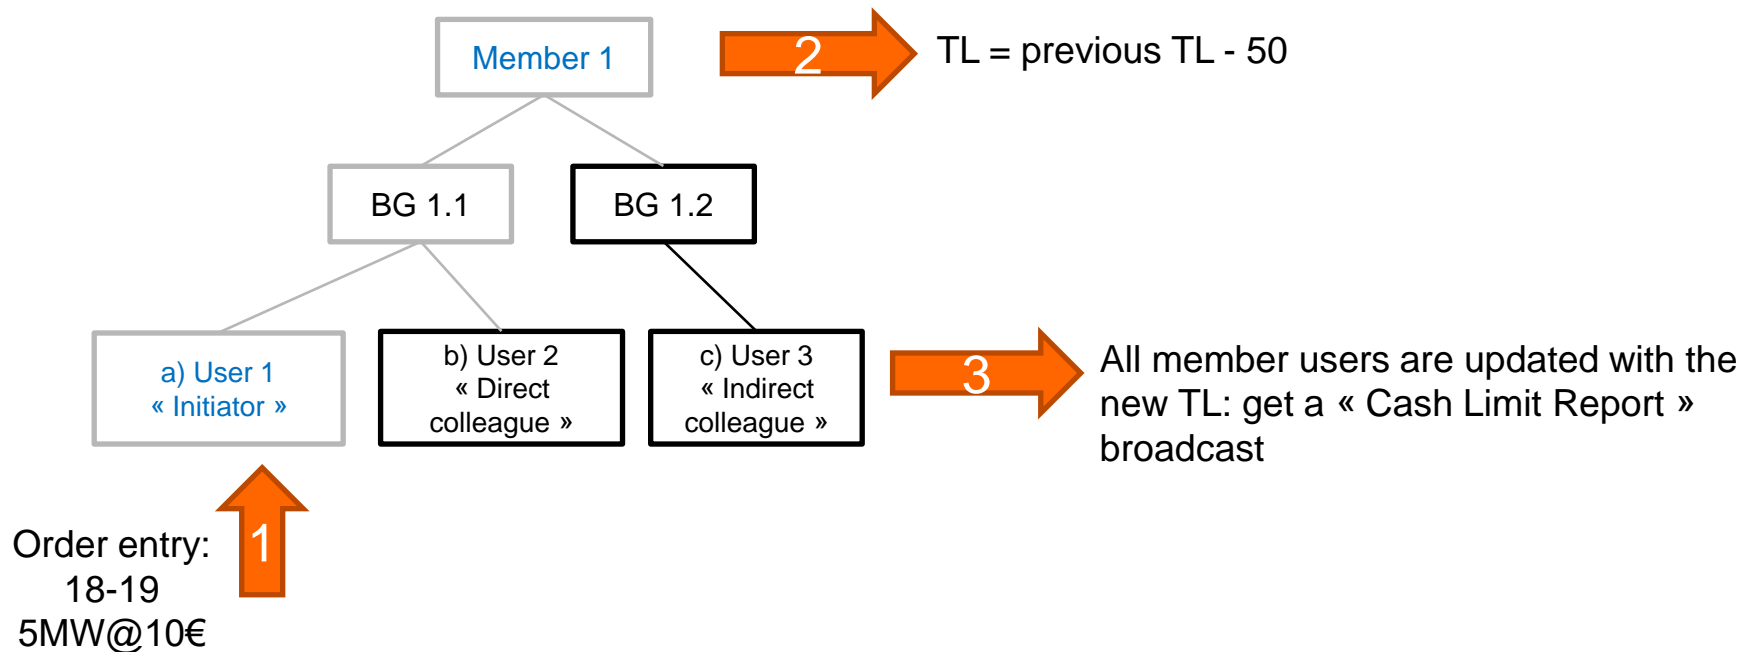 Member 1
2
TL = previous TL - 50
BG 1.1
BG 1.2
a) User 1
« Initiator »
b) User 2
« Direct
colleague »
c) User 3
« Indirect
colleague »
3
All member users are updated with the
new TL: get a « Cash Limit Report »
broadcast
1
Order entry:
18-19
5MW@10€